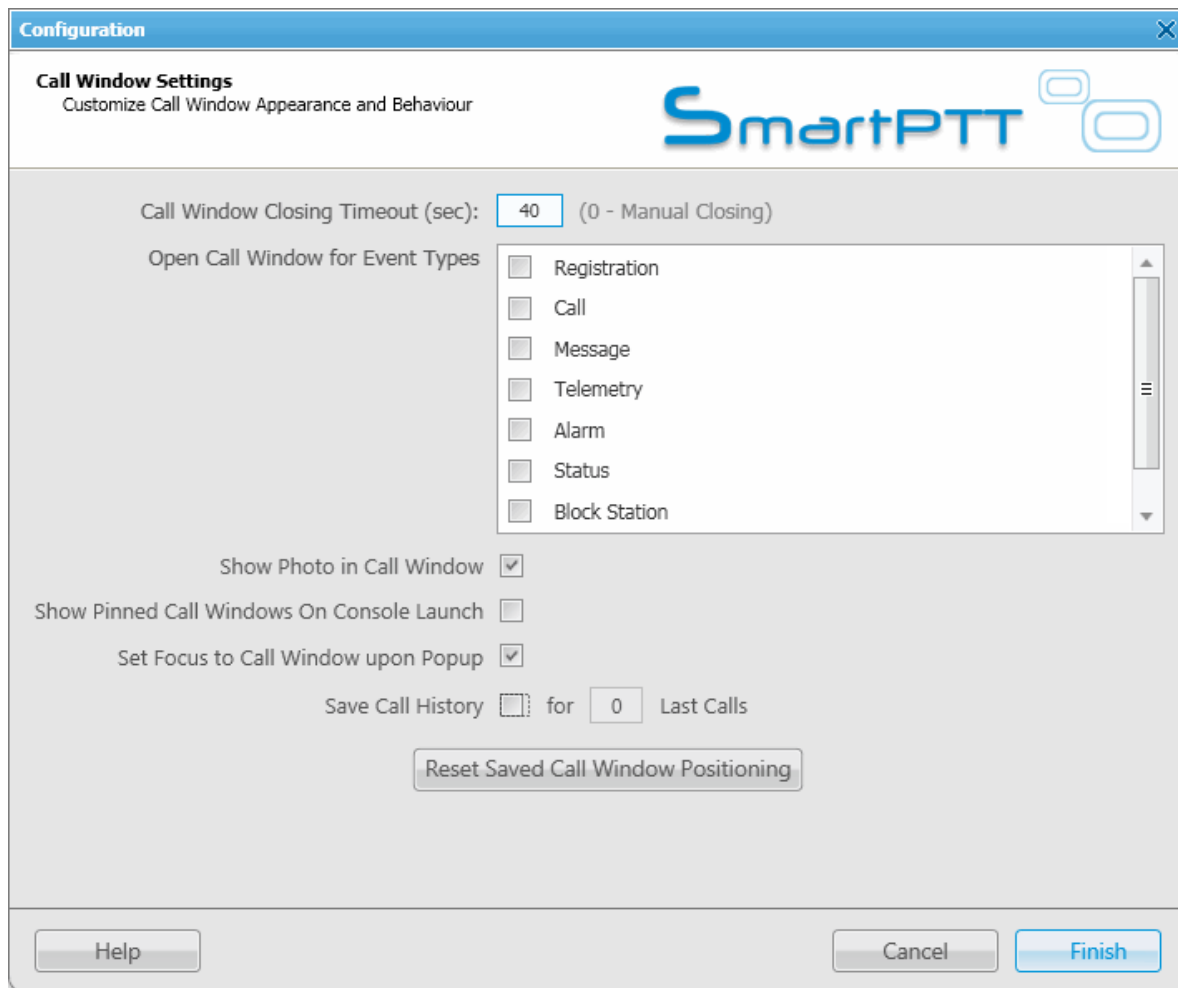 Configuration
Call Window Settings
Customize Call Window Appearance and Behaviour
SmartPTT
Call Window Closing Timeout (sec): 40 (0 - Manual Closing)
Open Call Window for Event Types
Registration
Call
Message
Telemetry
Alarm
Status
Block Station
Show Photo in Call Window
Show Pinned Call Windows On Console Launch
Set Focus to Call Window upon Popup
Save Call History for 0 Last Calls
Reset Saved Call Window Positioning
Help Cancel Finish